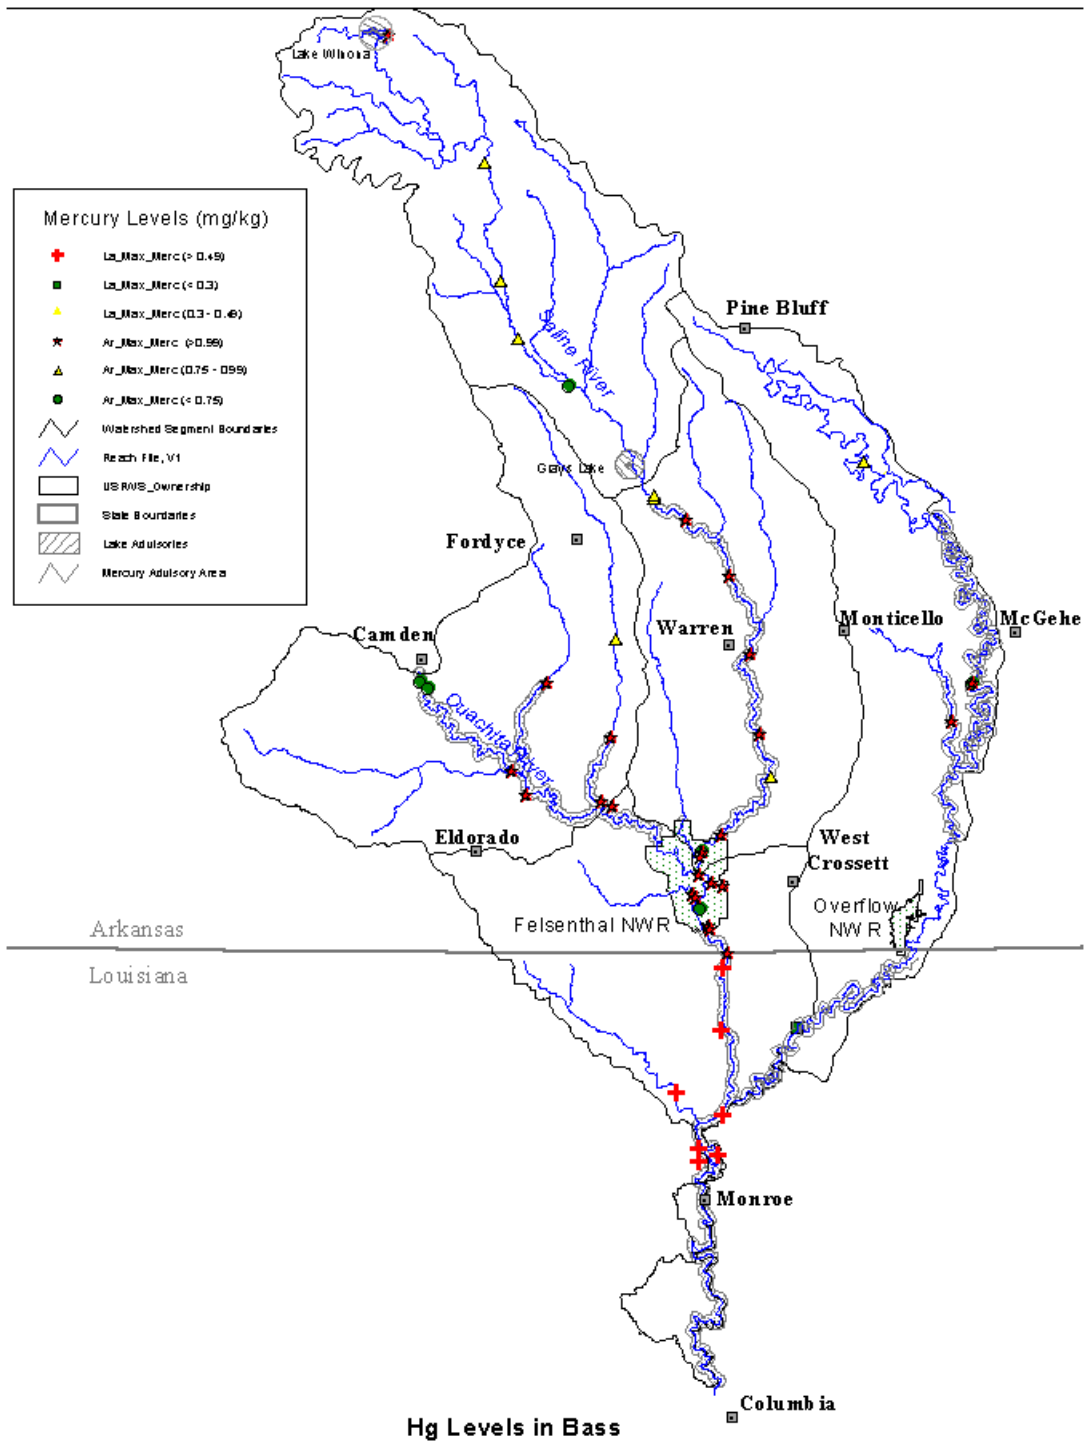 Lake Winona
Mercury Levels (mg/kg)
La_Max_Merc (> 0.49)
La_Max_Merc (< 0.3)
La_Max_Merc (0.3 - 0.49)
Ar_Max_Merc (>0.99)
Ar_Max_Merc (0.75 - 0.99)
Ar_Max_Merc (< 0.75)
Watershed Segment Boundaries
Reach File, V1
USFWS_Ownership
State Boundaries
Lake Advisories
Mercury Advisory Area
Pine Bluff
Saline River
Grays Lake
Fordyce
Camden
Warren
Monticello
McGehe
Ouachita River
Eldorado
West
Crossett
Felsenthal NWR
Overflow
NWR
Arkansas
Louisiana
Monroe
Columbia
Hg Levels in Bass